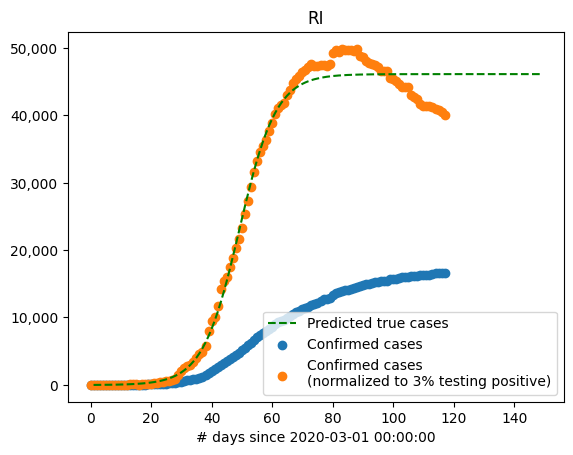 RI
50,000
40,000
30,000
20,000
10,000
0
Predicted true cases
Confirmed cases
Confirmed cases
(normalized to 3% testing positive)
0 20 40 60 80 100 120 140
# days since 2020-03-01 00:00:00